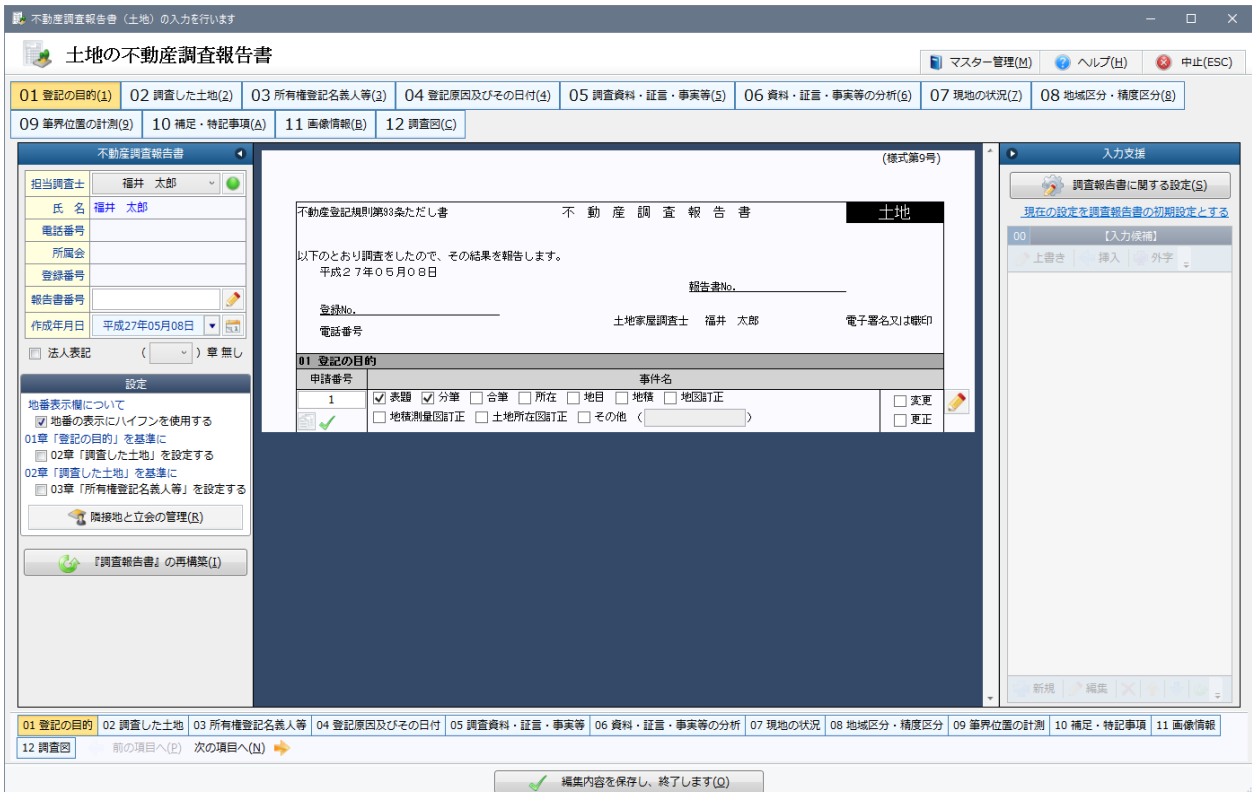 不動産調査報告書（土地）の入力を行います
土地の不動産調査報告書
マスター管理(M) ヘルプ(H) 中止(ESC)
01 登記の目的(1) 02 調査した土地(2) 03 所有権登記名義人等(3) 04 登記原因及びその日付(4) 05 調査資料・証言・事実等(5) 06 資料・証言・事実等の分析(6) 07 現地の状況(7) 08 地域区分・精度区分(8)
09 筆界位置の計測(9) 10 補足・特記事項(A) 11 画像情報(B) 12 調査図(C)
不動産調査報告書
担当調査士 福井 太郎
氏 名 福井 太郎
電話番号
所属会
登録番号
報告書番号
作成年月日 平成27年05月08日
法人表記 ( ) 章 無し
設定
地番表示欄について
地番の表示にハイフンを使用する
01章「登記の目的」を基準に
02章「調査した土地」を設定する
02章「調査した土地」を基準に
03章「所有権登記名義人等」を設定する
隣接地と立会の管理(R)
『調査報告書』の再構築(I)
(様式第9号)
不動産登記規則第93条ただし書 不 動 産 調 査 報 告 書 土地
以下のとおり調査をしたので、その結果を報告します。
平成２７年０５月０８日
報告書No.
登録No.
土地家屋調査士 福井 太郎 電子署名又は職印
電話番号
01 登記の目的
申請番号 事件名
1 表題 分筆 合筆 所在 地目 地積 地図訂正 変更
地積測量図訂正 土地所在図訂正 その他 ( ) 更正
入力支援
調査報告書に関する設定(S)
現在の設定を調査報告書の初期設定とする
00 【入力候補】
上書き 挿入 外字
新規 編集
01 登記の目的 02 調査した土地 03 所有権登記名義人等 04 登記原因及びその日付 05 調査資料・証言・事実等 06 資料・証言・事実等の分析 07 現地の状況 08 地域区分・精度区分 09 筆界位置の計測 10 補足・特記事項 11 画像情報
12 調査図 前の項目へ(P) 次の項目へ(N)
編集内容を保存し、終了します(O)